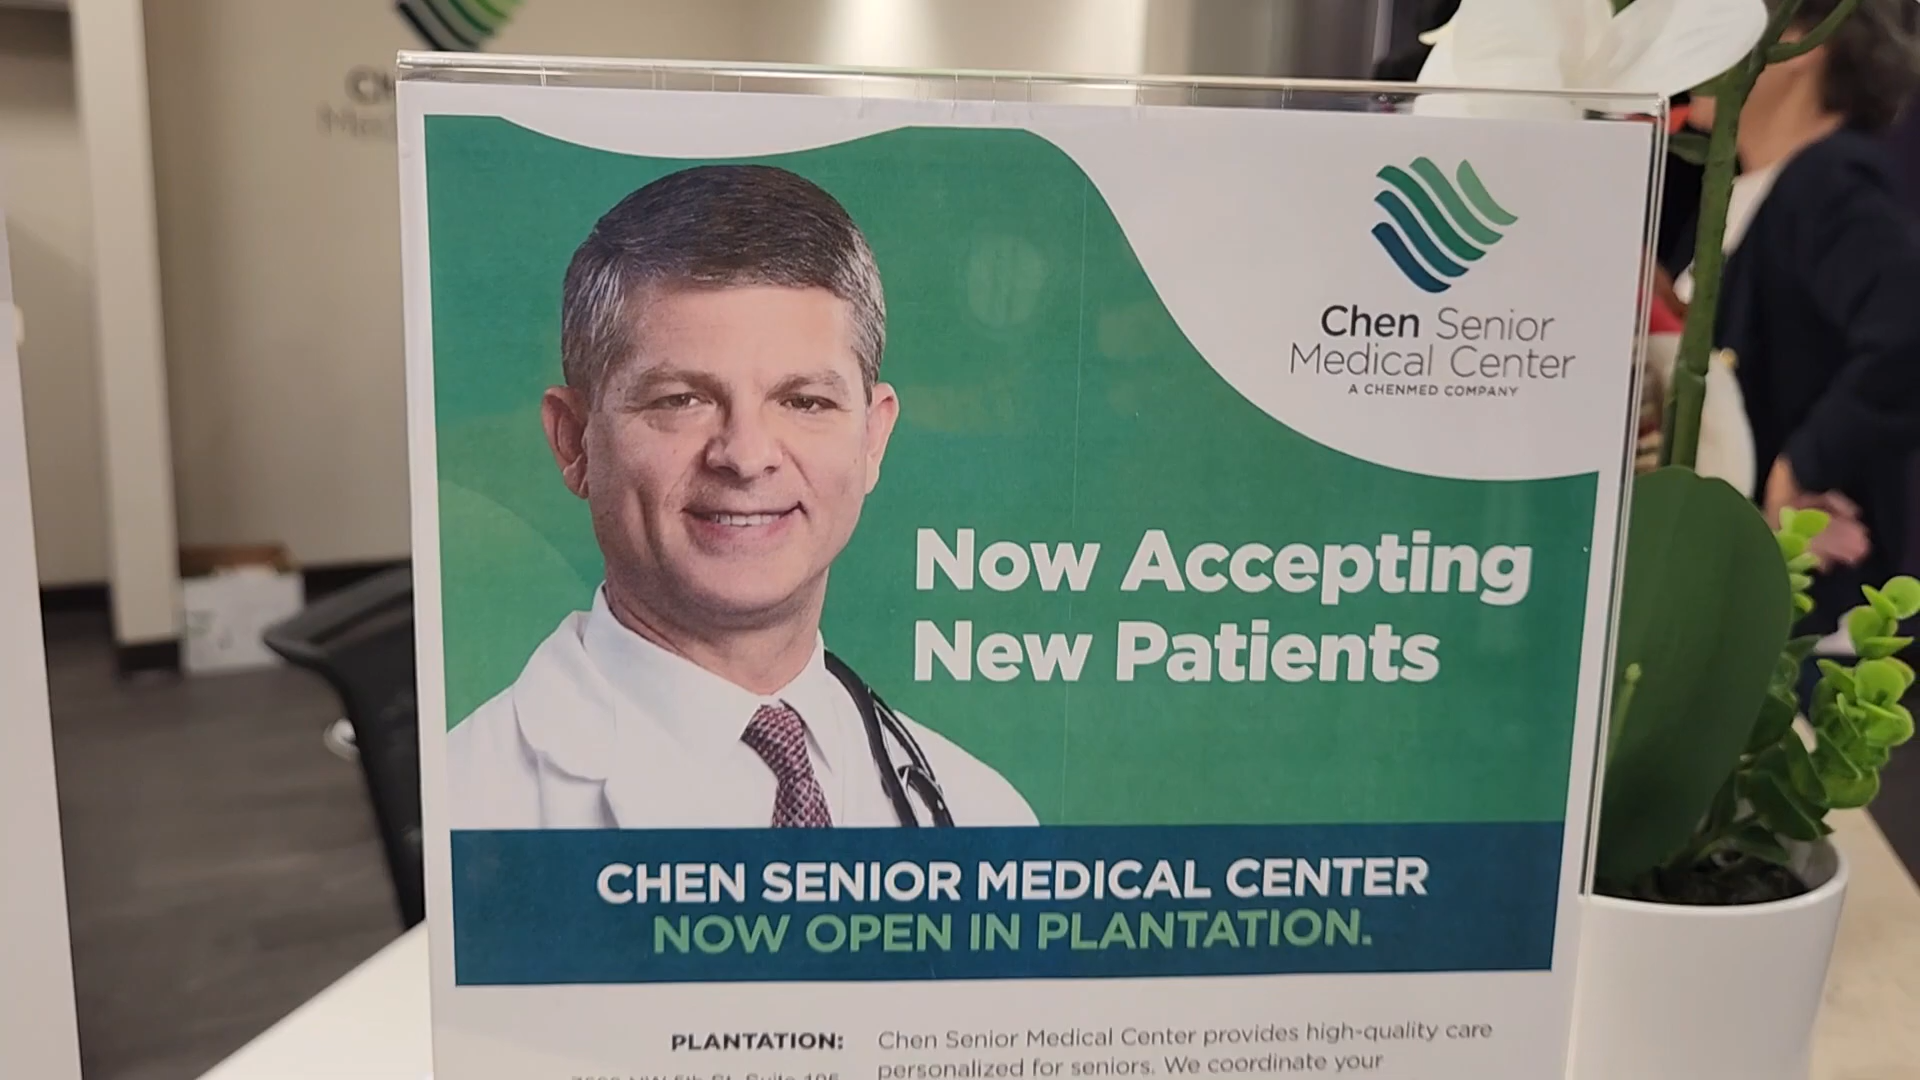 Chen Senior
Medical Center
A CHENMED COMPANY
Now Accepting
New Patients
CHEN SENIOR MEDICAL CENTER
NOW OPEN IN PLANTATION.
PLANTATION:
Chen Senior Medical Center provides high-quality care
personalized for seniors. We coordinate your